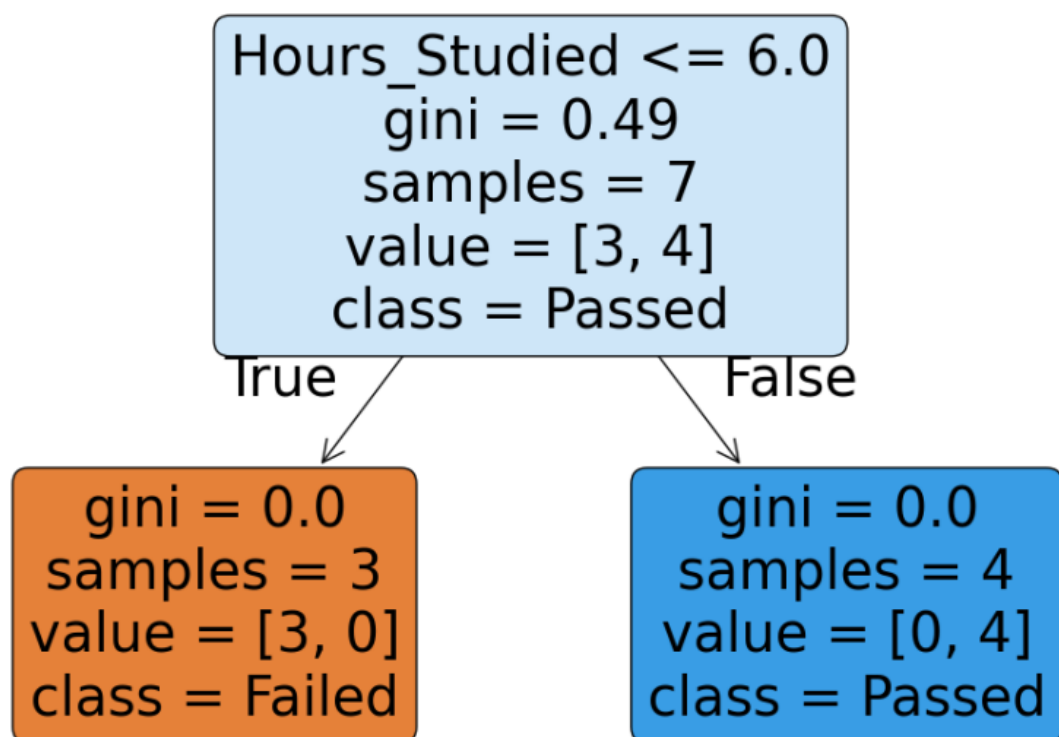 Hours_Studied <= 6.0
gini = 0.49
samples = 7
value = [3, 4]
class = Passed
True
False
gini = 0.0
samples = 3
value = [3, 0]
class = Failed
gini = 0.0
samples = 4
value = [0, 4]
class = Passed